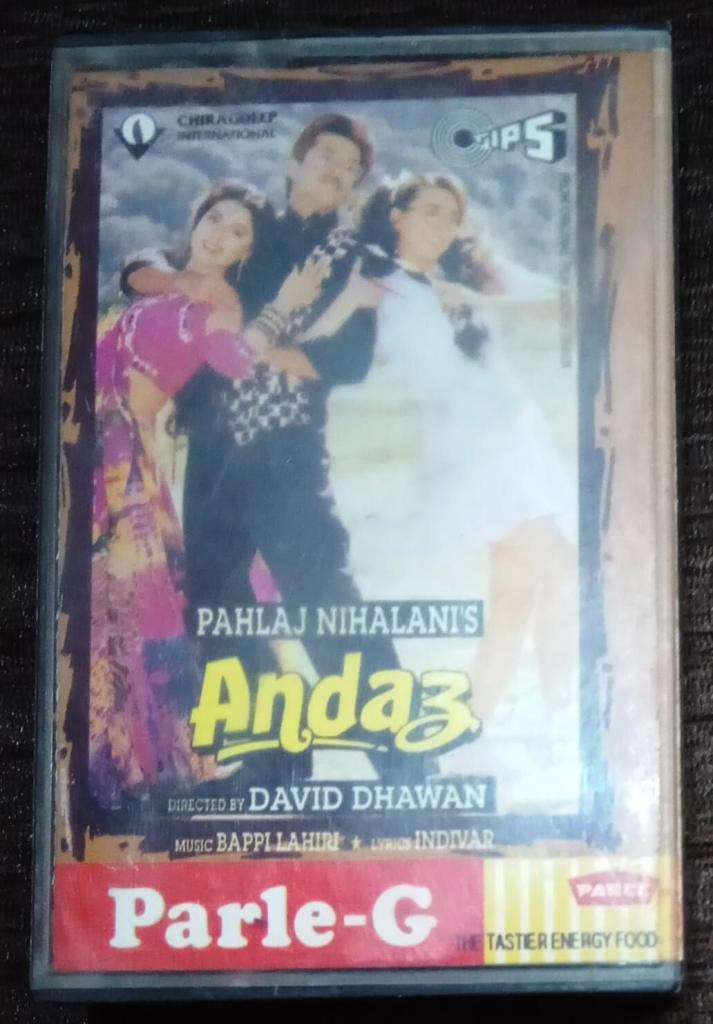 CHIRAGDEEP
INTERNATIONAL
TIPS
PAHLAJ NIHALANI'S
Andaz
DIRECTED BY DAVID DHAWAN
MUSIC BAPPI LAHIRI ★ LYRICS INDIVAR
Parle-G
PARLE
THE TASTIER ENERGY FOOD